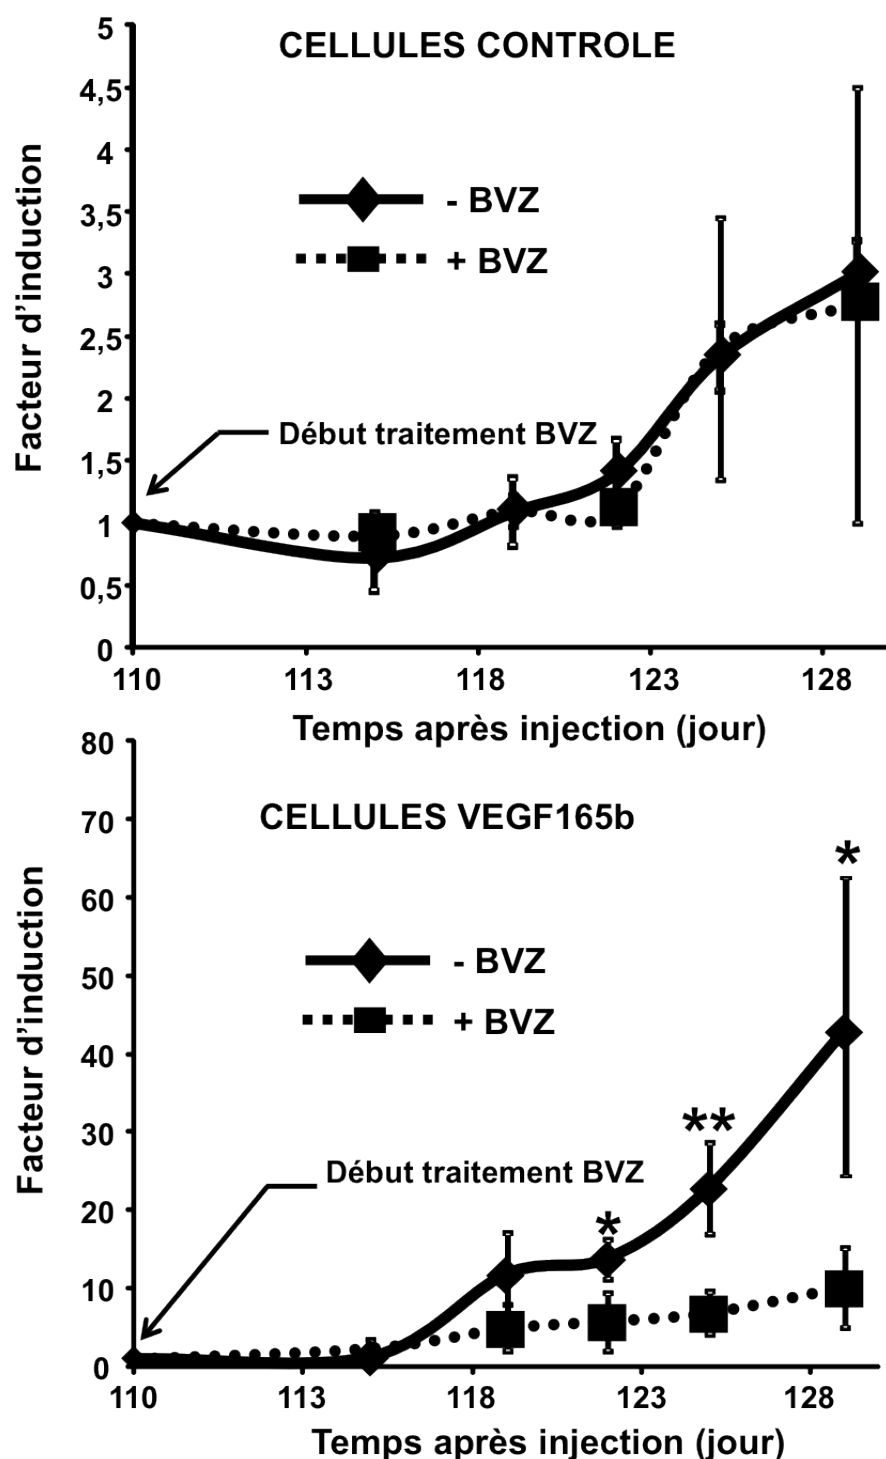 CELLULES CONTROLE
Facteur d'induction
5
4,5
4
3,5
3
2,5
2
1,5
1
0,5
0
- BVZ
+ BVZ
Début traitement BVZ
110 113 118 123 128
Temps après injection (jour)
CELLULES VEGF165b
Facteur d'induction
80
70
60
50
40
30
20
10
0
- BVZ
+ BVZ
*
**
*
Début traitement BVZ
110 113 118 123 128
Temps après injection (jour)